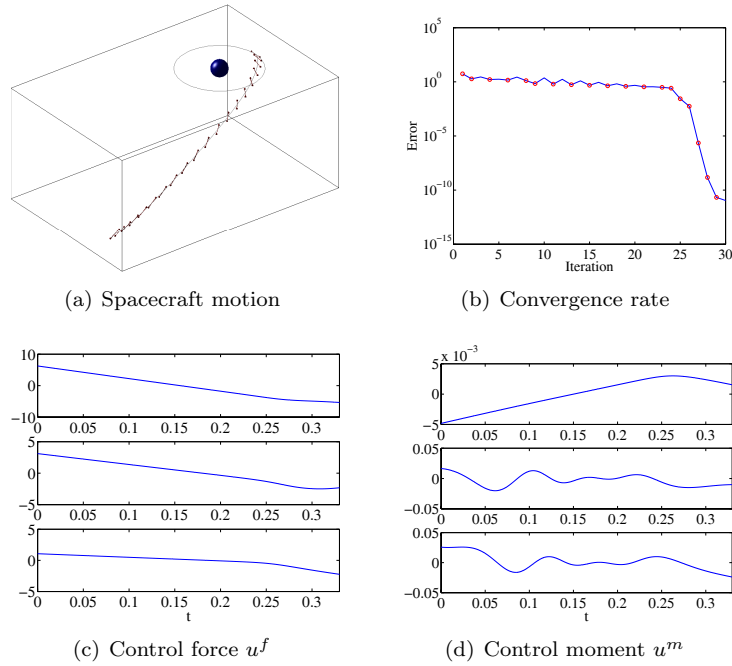 10^5
10^0
10^−5
10^−10
10^−15
Error
0 5 10 15 20 25 30
Iteration
(a) Spacecraft motion
(b) Convergence rate
10
0
−10
0 0.05 0.1 0.15 0.2 0.25 0.3
5
0
−5
0 0.05 0.1 0.15 0.2 0.25 0.3
5
0
−5
0 0.05 0.1 0.15 0.2 0.25 0.3
t
(c) Control force u^f
x 10^−3
5
0
−5
0 0.05 0.1 0.15 0.2 0.25 0.3
0.05
0
−0.05
0 0.05 0.1 0.15 0.2 0.25 0.3
0.05
0
−0.05
0 0.05 0.1 0.15 0.2 0.25 0.3
t
(d) Control moment u^m